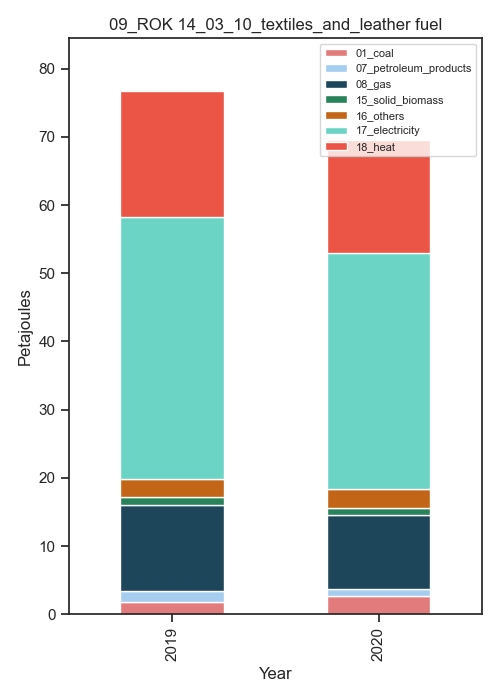 09_ROK 14_03_10_textiles_and_leather fuel
01_coal
07_petroleum_products
08_gas
15_solid_biomass
16_others
17_electricity
18_heat
80
70
60
50
40
30
20
10
0
Petajoules
2019
2020
Year